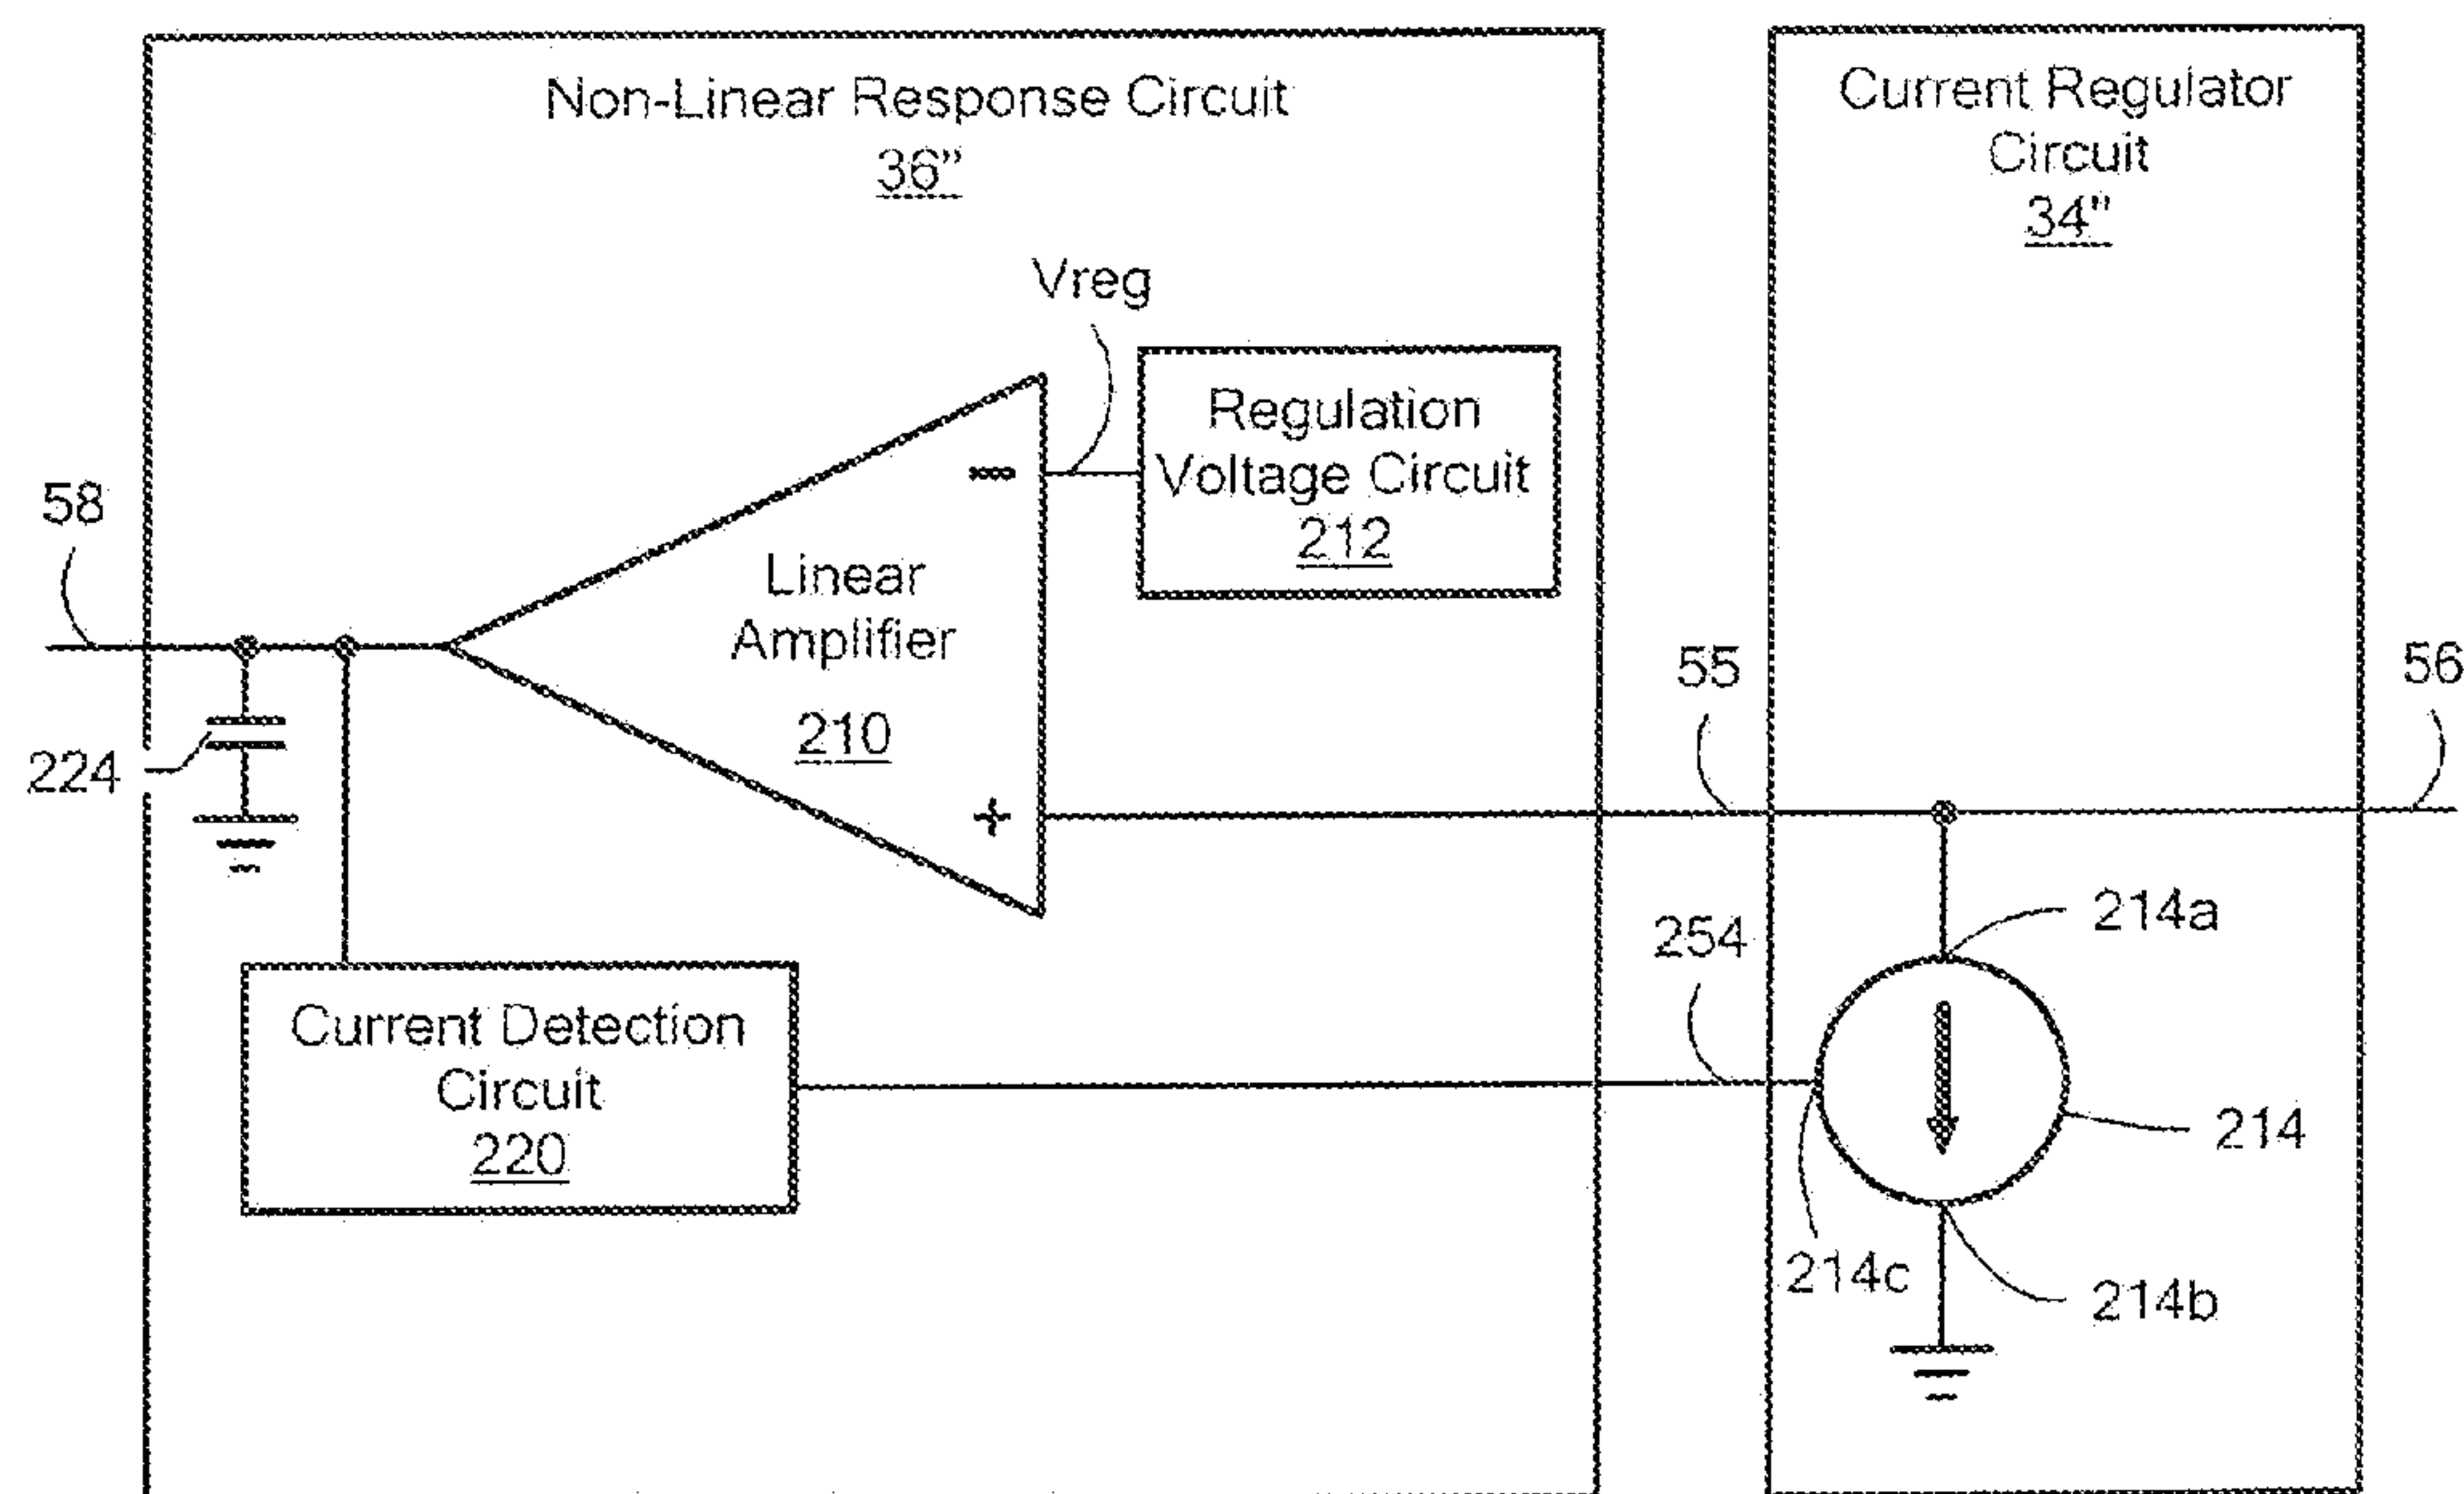 Non-Linear Response Circuit
36”
Current Regulator
Circuit
34"
Vreg
Regulation
Voltage Circuit
212
58
Linear
Amplifier
210
−
+
55
56
224
214a
254
Current Detection
Circuit
220
214
214c
214b